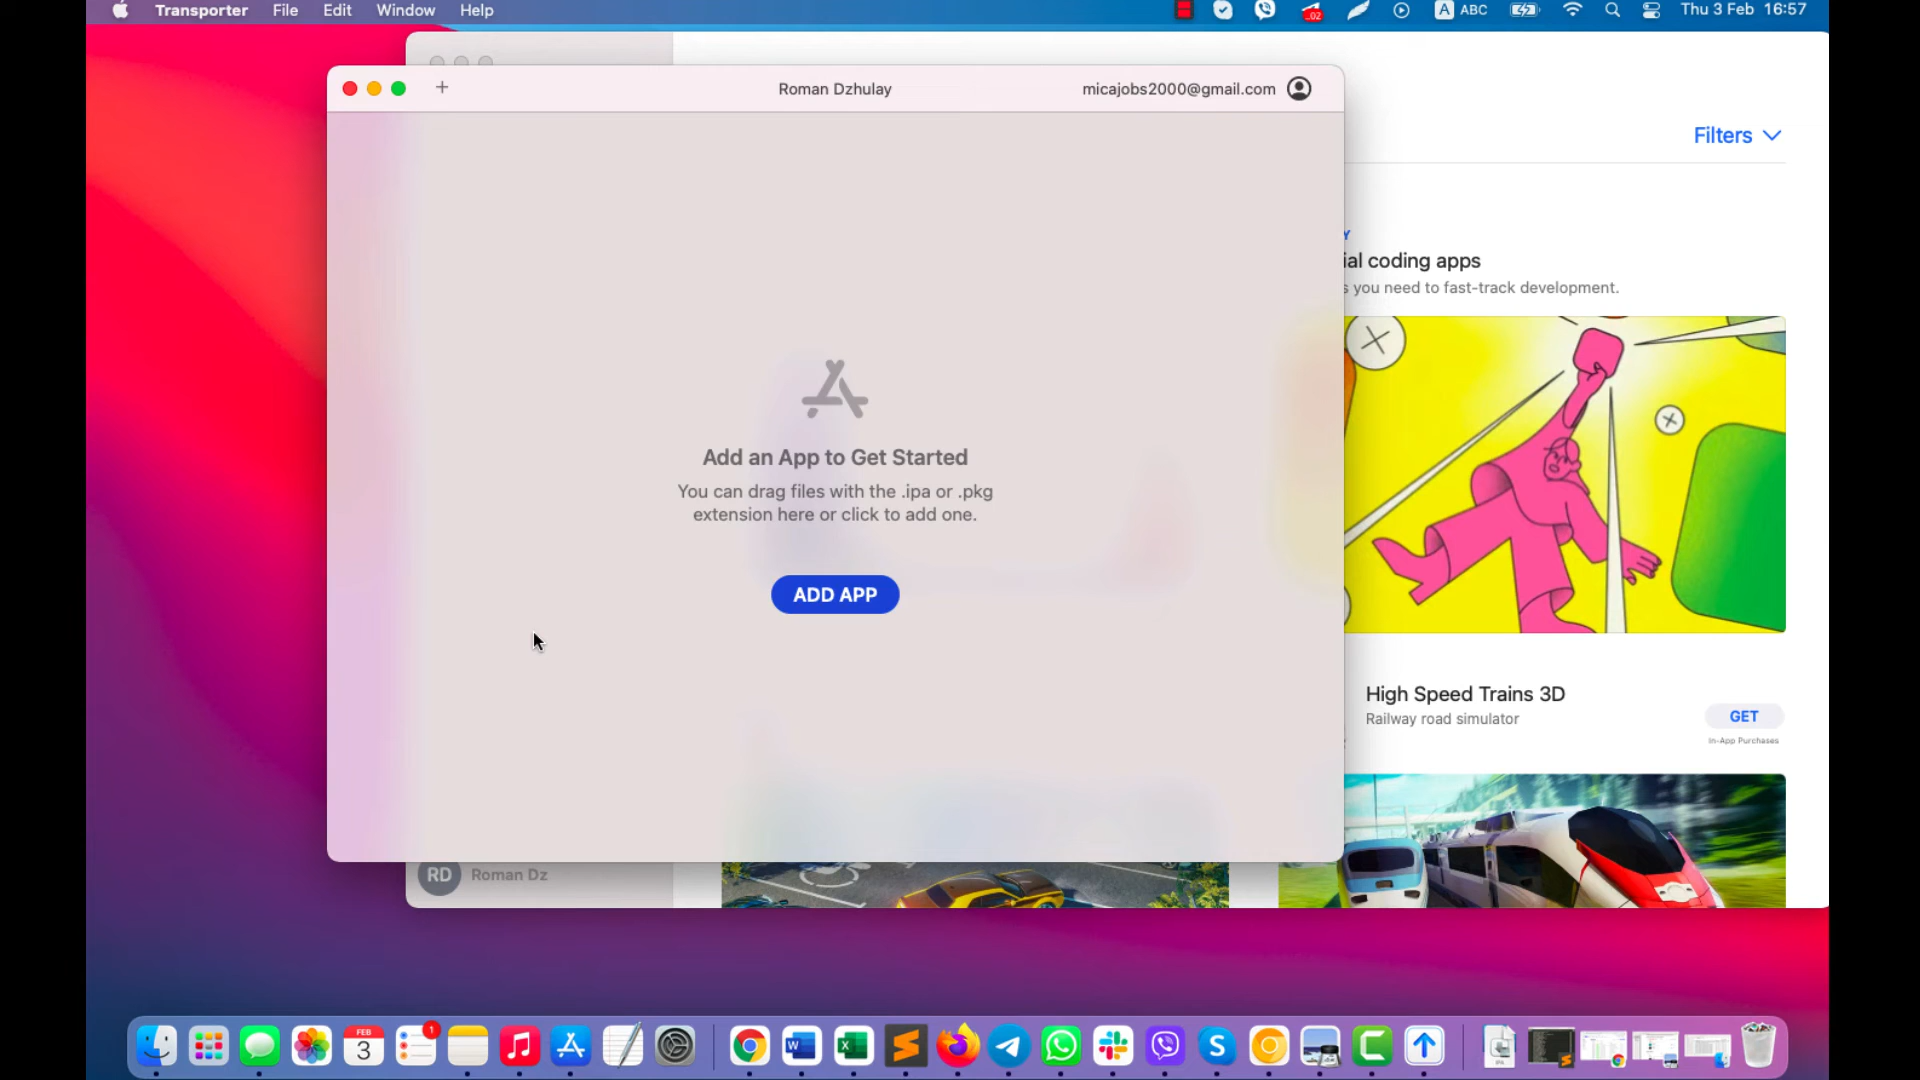 Transporter File Edit Window Help
.02 A ABC Thu 3 Feb 16:57
Roman Dzhulay
micajobs2000@gmail.com
Filters
Add an App to Get Started
You can drag files with the .ipa or .pkg
extension here or click to add one.
ADD APP
Y
ial coding apps
s you need to fast-track development.
High Speed Trains 3D
Railway road simulator
GET
In-App Purchases
RD Roman Dz
FEB
3
1
W
X
S
C